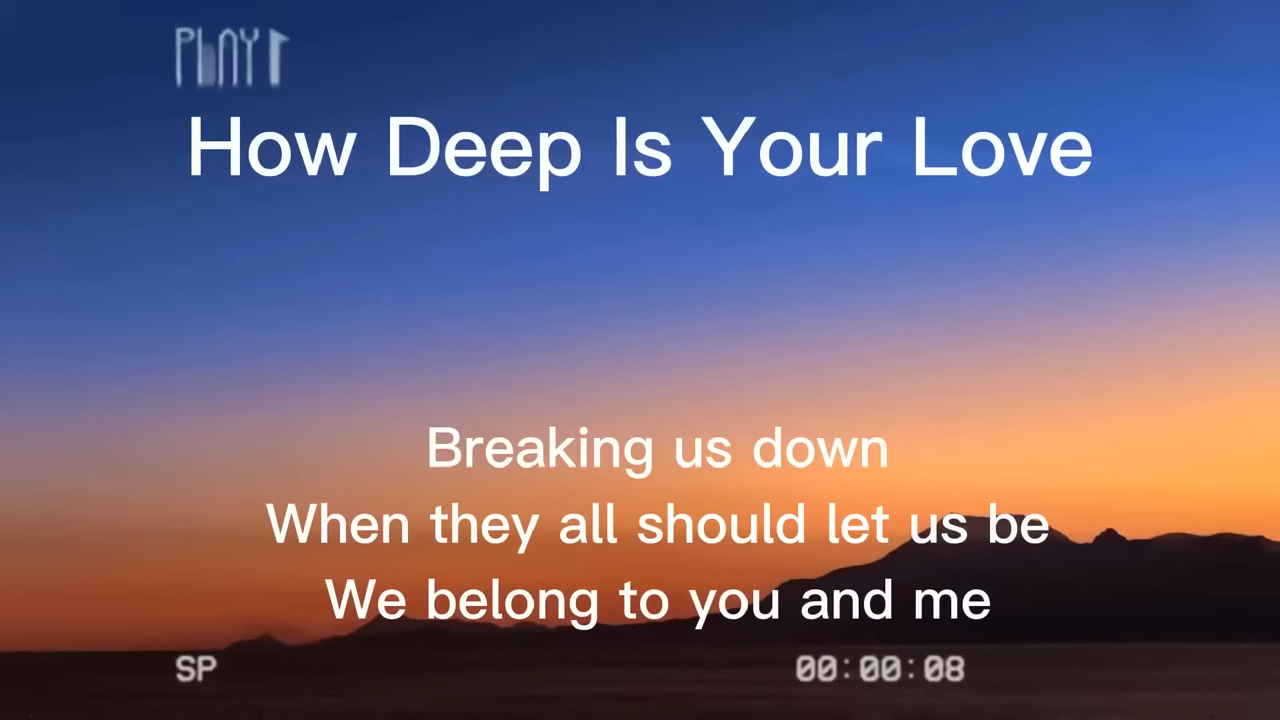 PLAY
How Deep Is Your Love
Breaking us down
When they all should let us be
We belong to you and me
SP
00:00:08